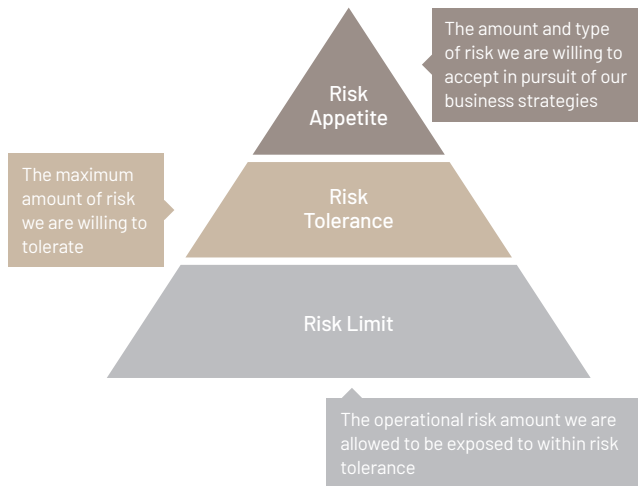 The amount and type
of risk we are willing to
accept in pursuit of our
business strategies
Risk
Appetite
The maximum
amount of risk
we are willing to
tolerate
Risk
Tolerance
Risk Limit
The operational risk amount we are
allowed to be exposed to within risk
tolerance